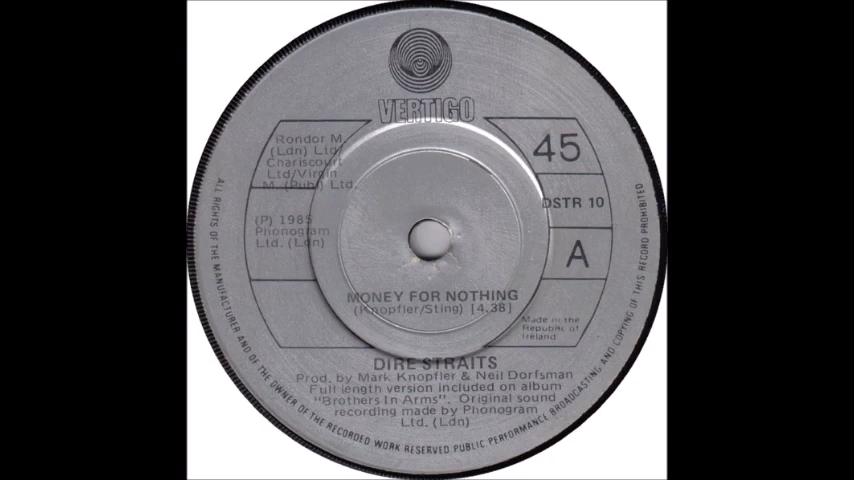 VERTIGO
Rondor M.
(Ldn) Ltd/
Chariscourt
Ltd/Virgin
M. (Publ) Ltd.
45
DSTR 10
(P) 1985
Phonogram
Ltd. (Ldn)
A
MONEY FOR NOTHING
(Knopfler/Sting) [4.38]
Made in the
Republic of
Ireland
DIRE STRAITS
Prod. by Mark Knopfler & Neil Dorfsman
Full length version included on album
"Brothers In Arms". Original sound
recording made by Phonogram
Ltd. (Ldn)
ALL RIGHTS OF THE MANUFACTURER AND OF THE OWNER OF THE RECORDED WORK RESERVED PUBLIC PERFORMANCE BROADCASTING AND COPYING OF THIS RECORD PROHIBITED